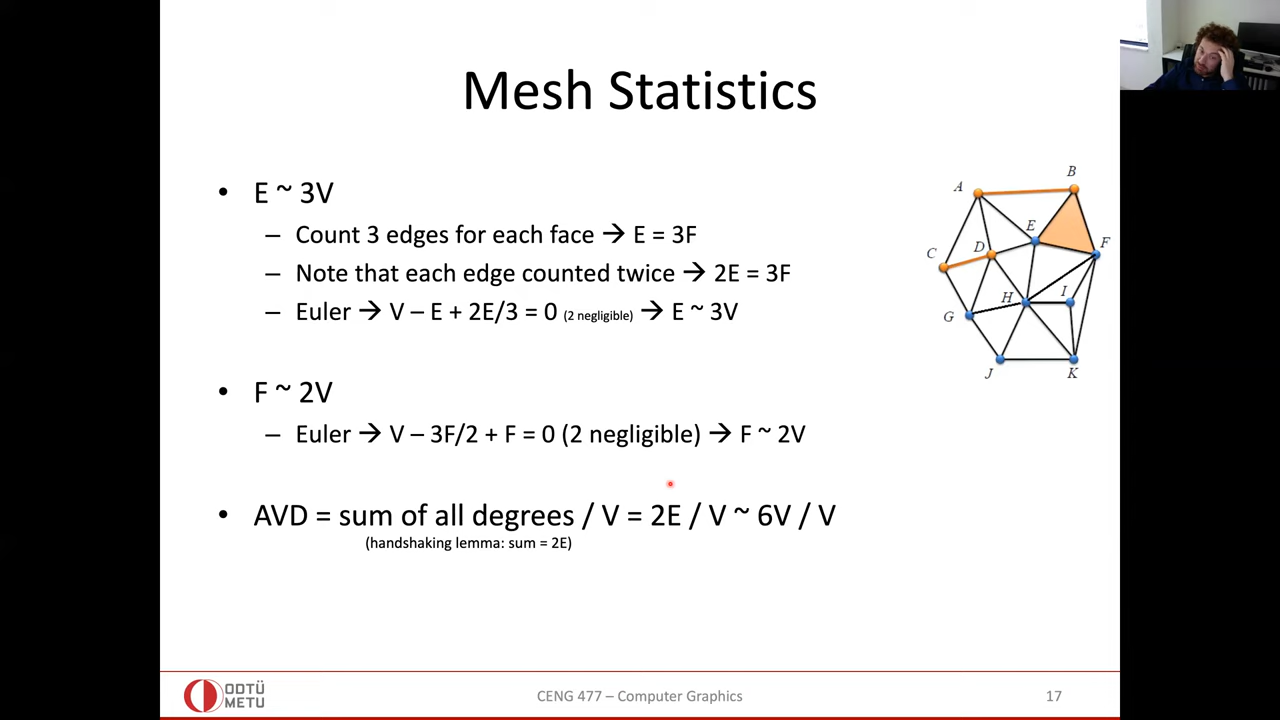 Mesh Statistics
• E ~ 3V
– Count 3 edges for each face → E = 3F
– Note that each edge counted twice → 2E = 3F
– Euler → V – E + 2E/3 = 0 (2 negligible) → E ~ 3V
• F ~ 2V
– Euler → V – 3F/2 + F = 0 (2 negligible) → F ~ 2V
• AVD = sum of all degrees / V = 2E / V ~ 6V / V
(handshaking lemma: sum = 2E)
A
B
C
D
E
F
G
H
I
J
K
ODTÜ
METU
CENG 477 – Computer Graphics
17